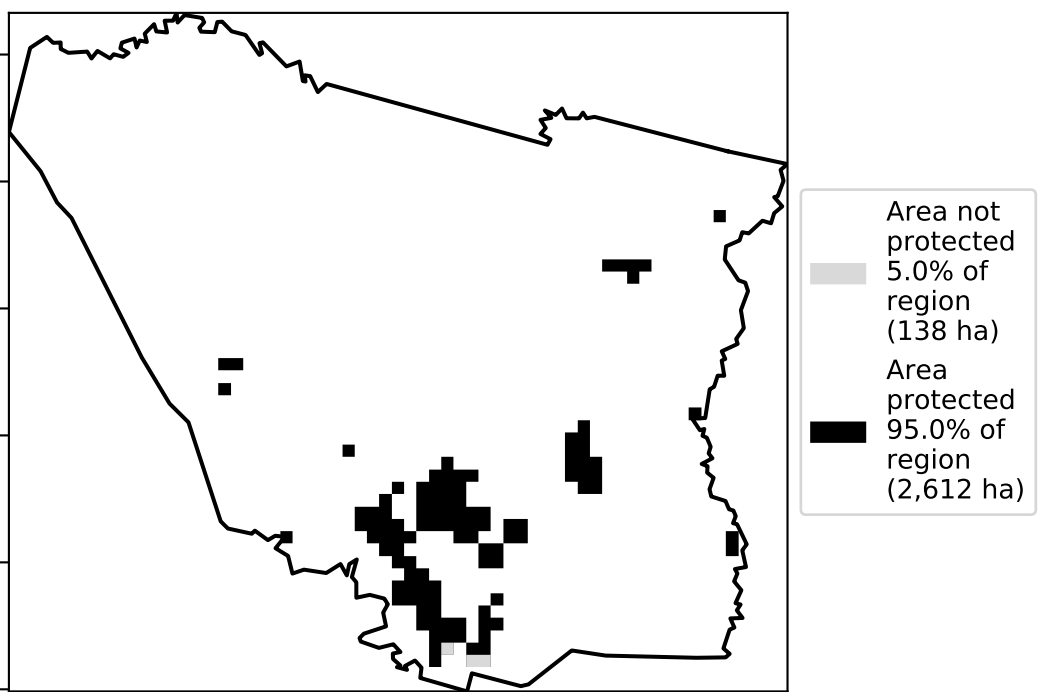 Area not
protected
5.0% of
region
(138 ha)
Area
protected
95.0% of
region
(2,612 ha)